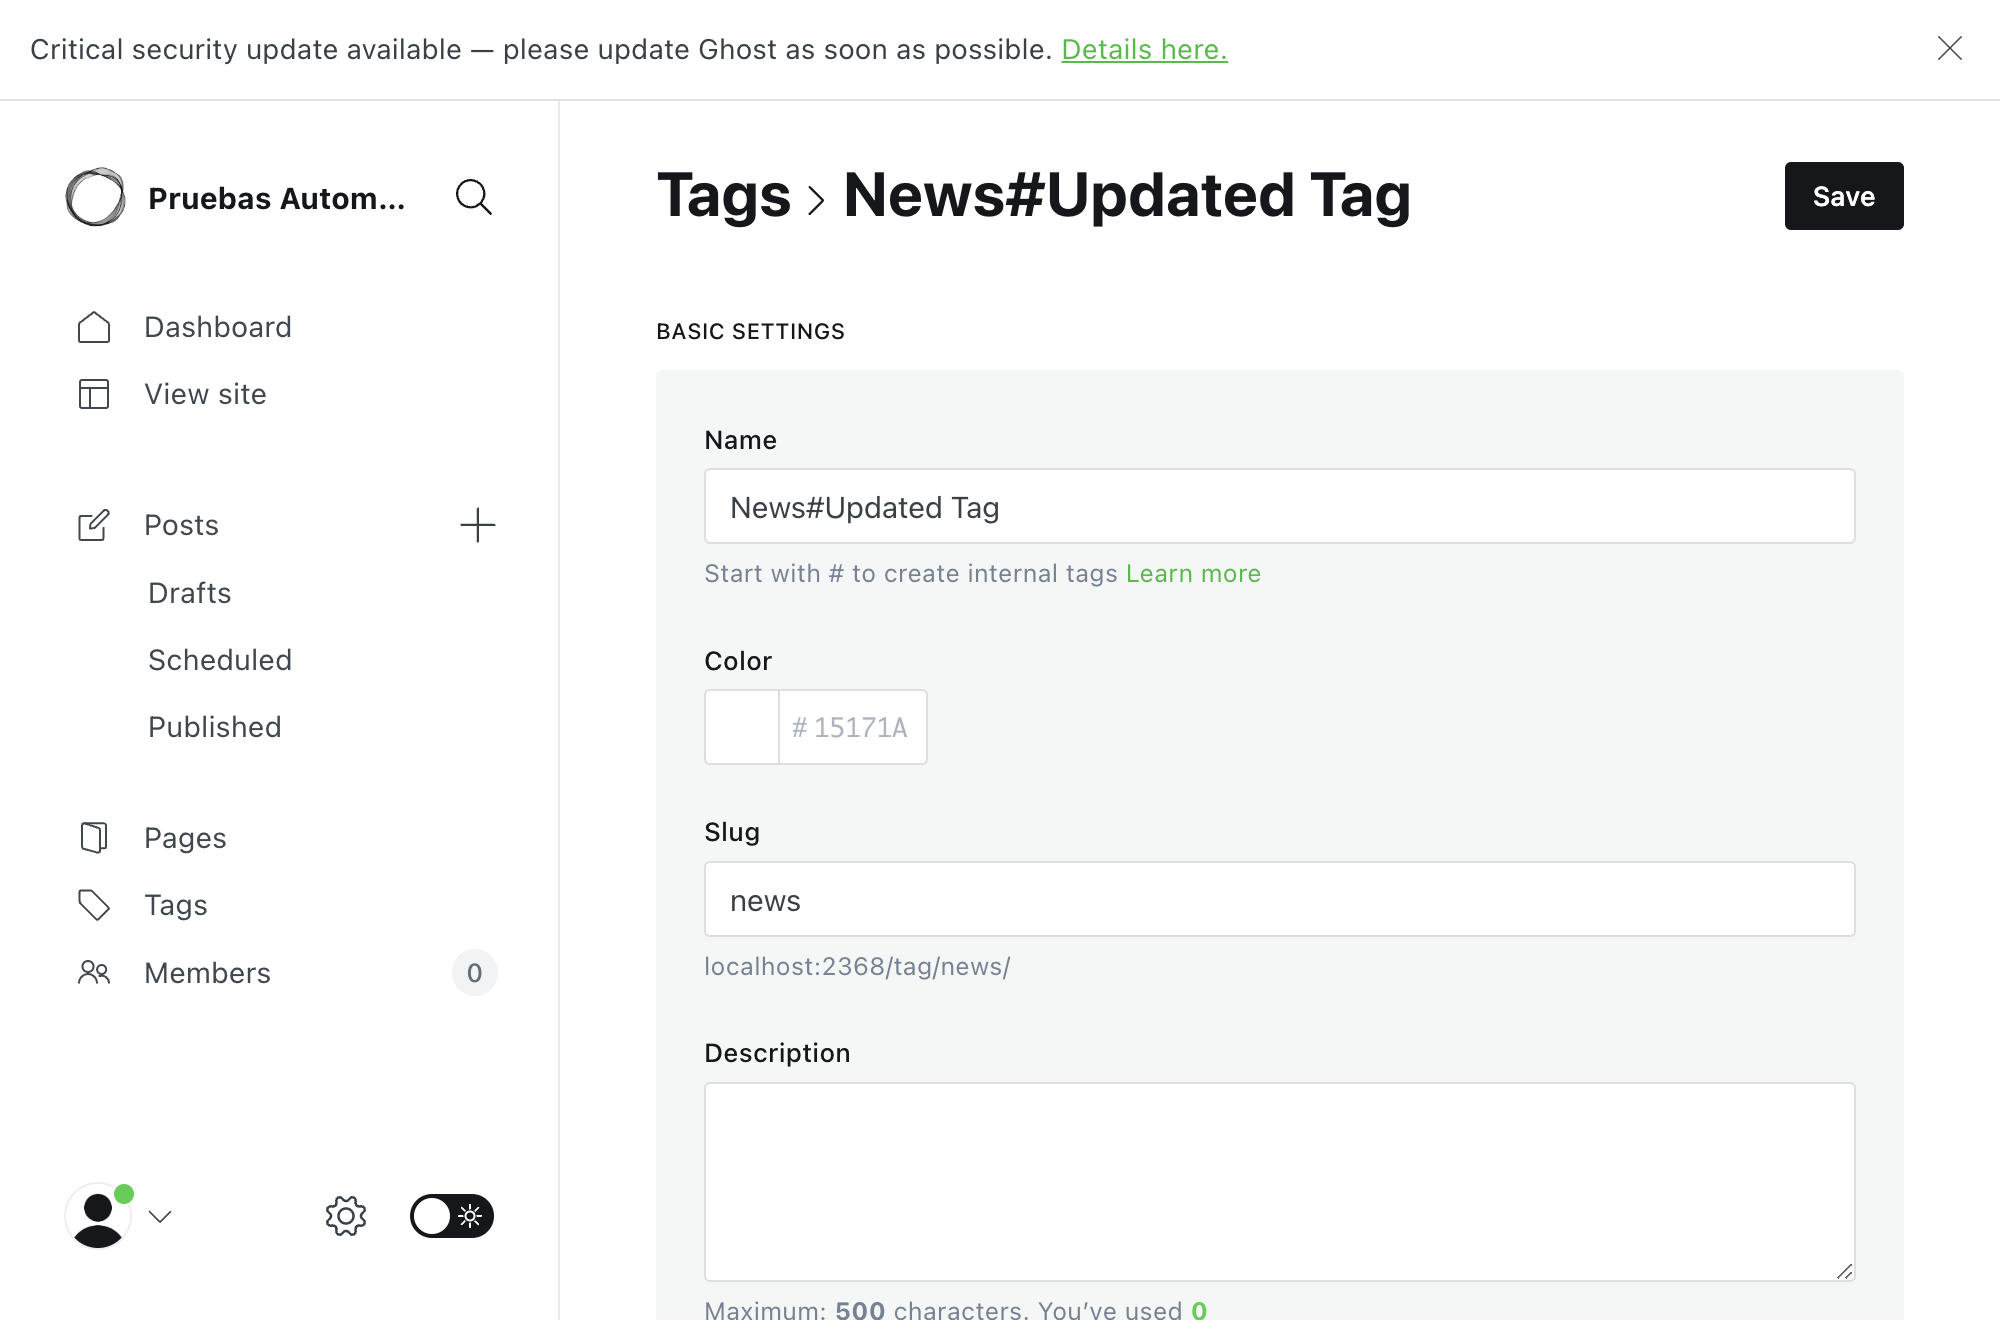 Critical security update available — please update Ghost as soon as possible. Details here.
Pruebas Autom...
Dashboard
View site
Posts
Drafts
Scheduled
Published
Pages
Tags
Members
0
Tags > News#Updated Tag
Save
BASIC SETTINGS
Name
News#Updated Tag
Start with # to create internal tags Learn more
Color
# 15171A
Slug
news
localhost:2368/tag/news/
Description
Maximum: 500 characters. You’ve used 0